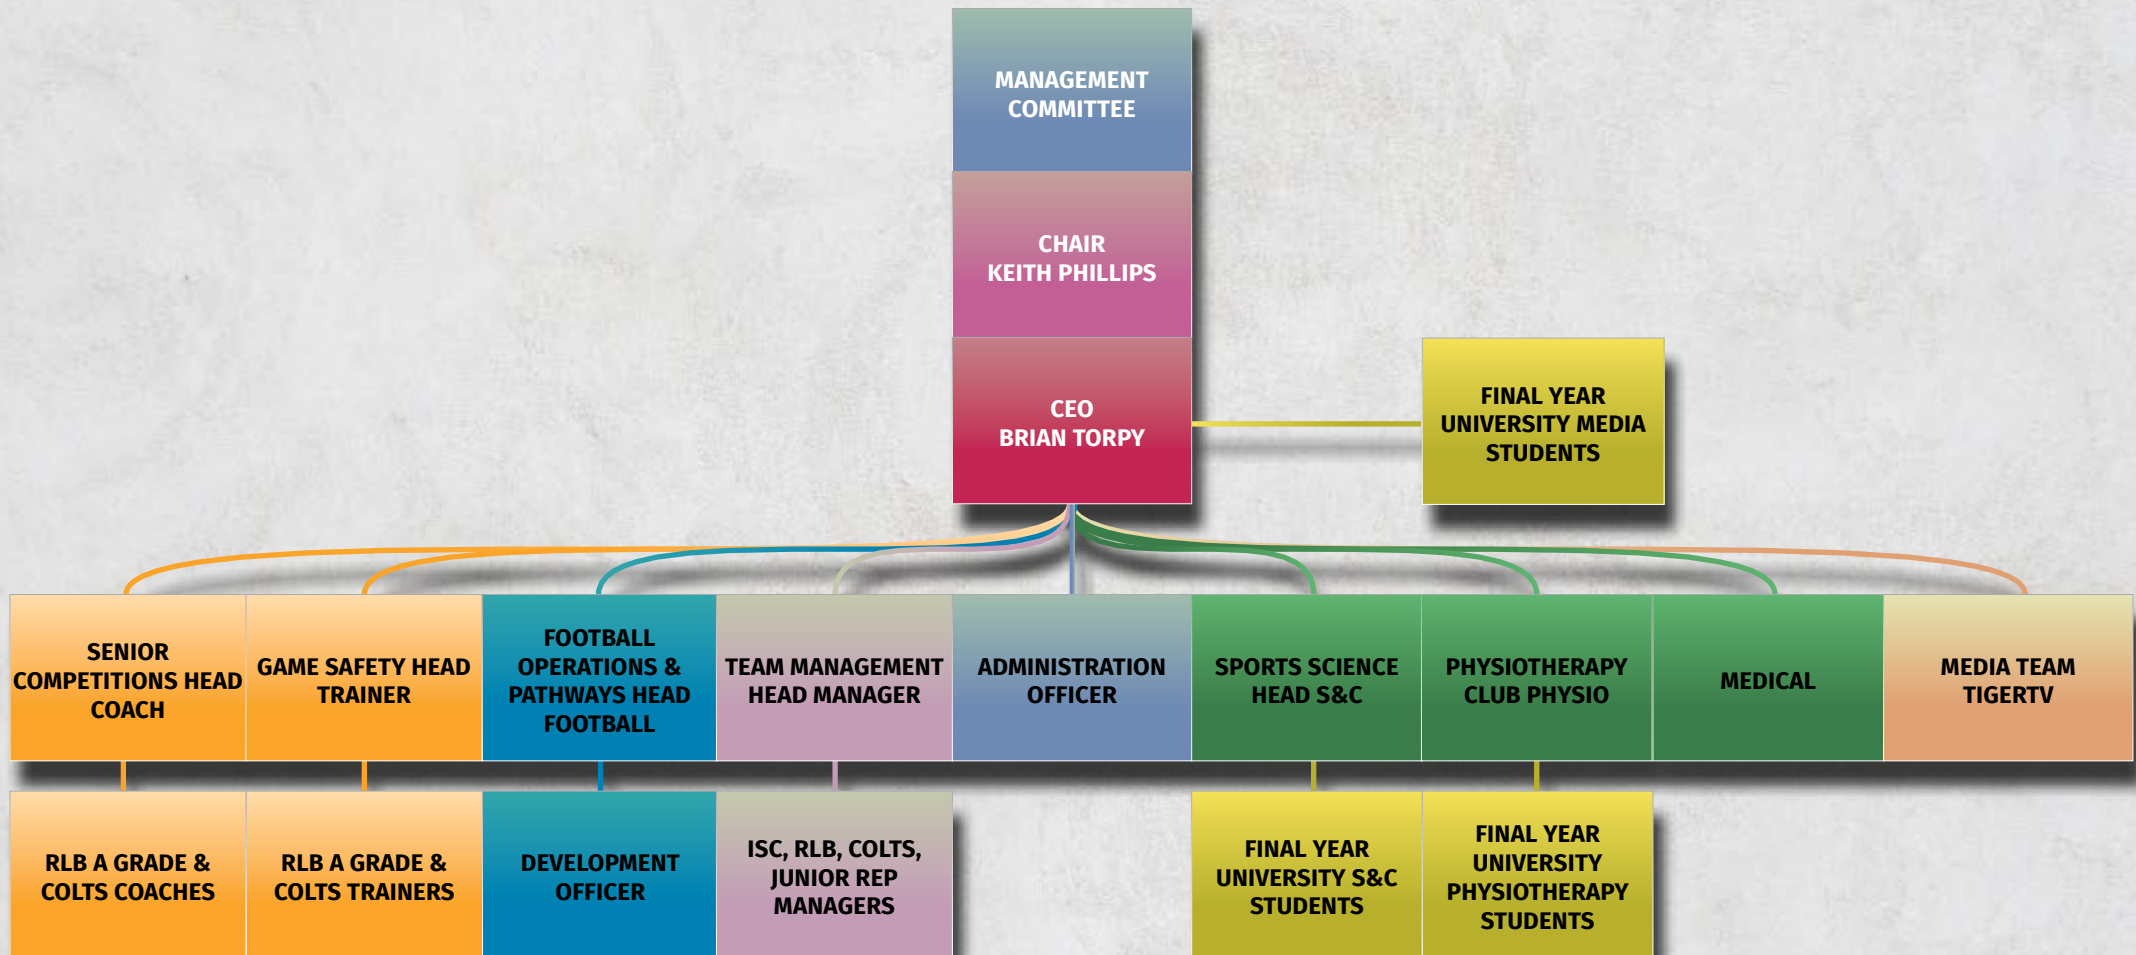 MANAGEMENT
COMMITTEE
CHAIR
KEITH PHILLIPS
CEO
BRIAN TORPY
FINAL YEAR
UNIVERSITY MEDIA
STUDENTS
SENIOR
COMPETITIONS HEAD
COACH
GAME SAFETY HEAD
TRAINER
FOOTBALL
OPERATIONS &
PATHWAYS HEAD
FOOTBALL
TEAM MANAGEMENT
HEAD MANAGER
ADMINISTRATION
OFFICER
SPORTS SCIENCE
HEAD S&C
PHYSIOTHERAPY
CLUB PHYSIO
MEDICAL
MEDIA TEAM
TIGERTV
RLB A GRADE &
COLTS COACHES
RLB A GRADE &
COLTS TRAINERS
DEVELOPMENT
OFFICER
ISC, RLB, COLTS,
JUNIOR REP
MANAGERS
FINAL YEAR
UNIVERSITY S&C
STUDENTS
FINAL YEAR
UNIVERSITY
PHYSIOTHERAPY
STUDENTS